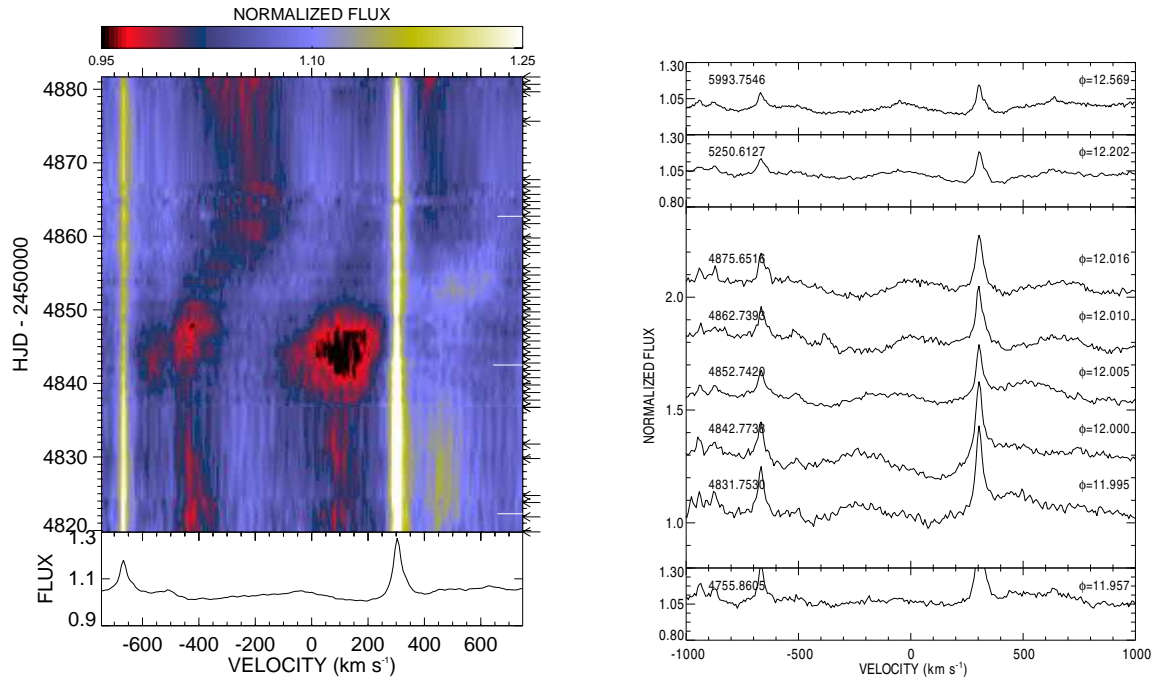 NORMALIZED FLUX
0.95 1.10 1.25
4880
4870
4860
4850
4840
4830
4820
HJD - 2450000
1.3
1.1
0.9
FLUX
-600 -400 -200 0 200 400 600
VELOCITY (km s-1)
1.30
1.05
5993.7546 ϕ=12.569
1.30
1.05
0.80
5250.6127 ϕ=12.202
4875.6516 ϕ=12.016
2.0
4862.7393 ϕ=12.010
4852.7426 ϕ=12.005
1.5
4842.7738 ϕ=12.000
4831.7530 ϕ=11.995
1.0
NORMALIZED FLUX
1.30
1.05
0.80
4755.8605 ϕ=11.957
-1000 -500 0 500 1000
VELOCITY (km s-1)